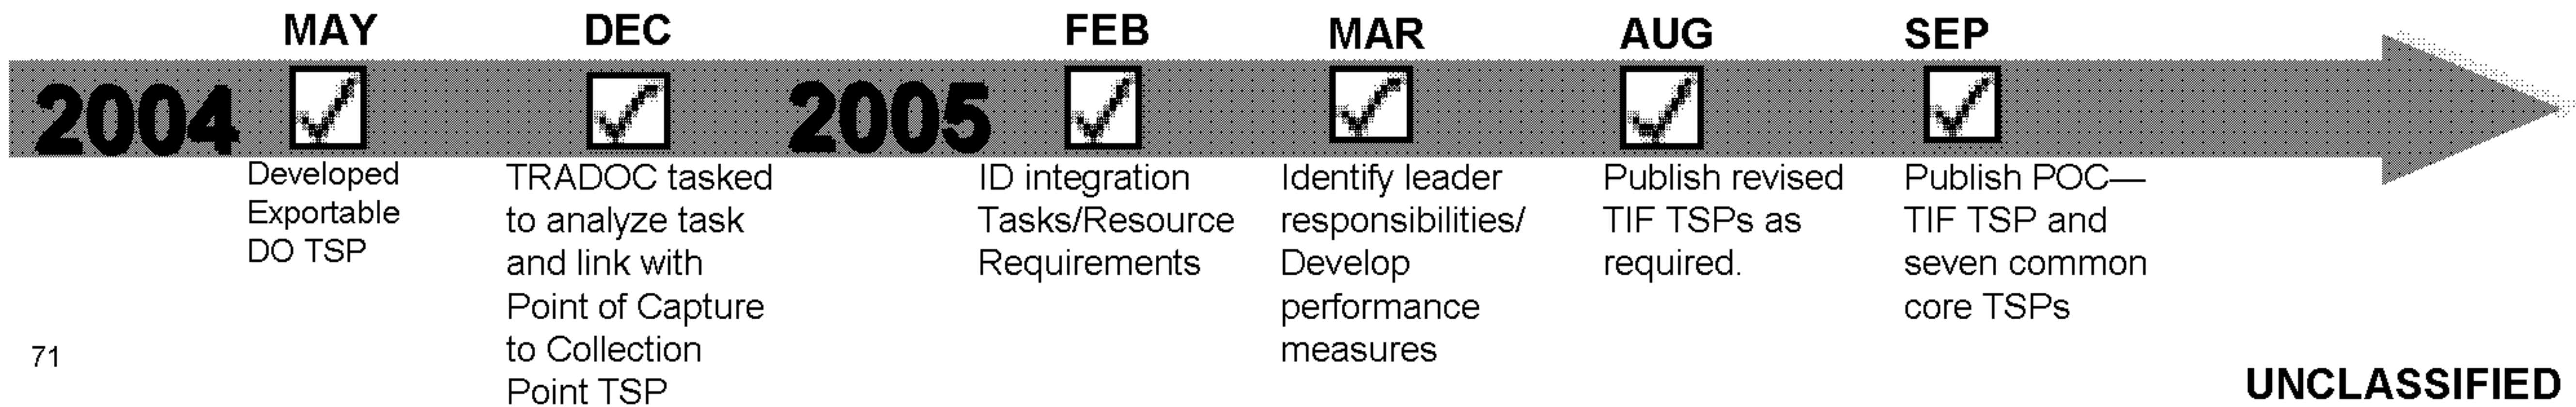 MAY
DEC
FEB
MAR
AUG
SEP
2004
2005
Developed
Exportable
DO TSP
TRADOC tasked
to analyze task
and link with
Point of Capture
to Collection
Point TSP
ID integration
Tasks/Resource
Requirements
Identify leader
responsibilities/
Develop
performance
measures
Publish revised
TIF TSPs as
required.
Publish POC—
TIF TSP and
seven common
core TSPs
71
UNCLASSIFIED